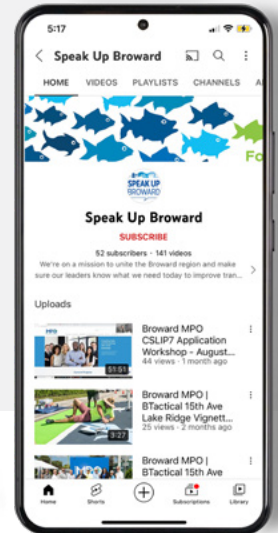 5:17
Speak Up Broward
HOME VIDEOS PLAYLISTS CHANNELS
Fo
SPEAK UP
BROWARD
Speak Up Broward
SUBSCRIBE
52 subscribers · 141 videos
We're on a mission to unite the Broward region and make
sure our leaders know what we need today to improve tran...
Uploads
MPO
51:51
Broward MPO
CSLIP7 Application
Workshop - August...
44 views · 1 month ago
3:27
Broward MPO |
BTactical 15th Ave
Lake Ridge Vignett...
25 views · 2 months ago
Broward MPO |
BTactical 15th Ave
Home Shorts Subscriptions Library